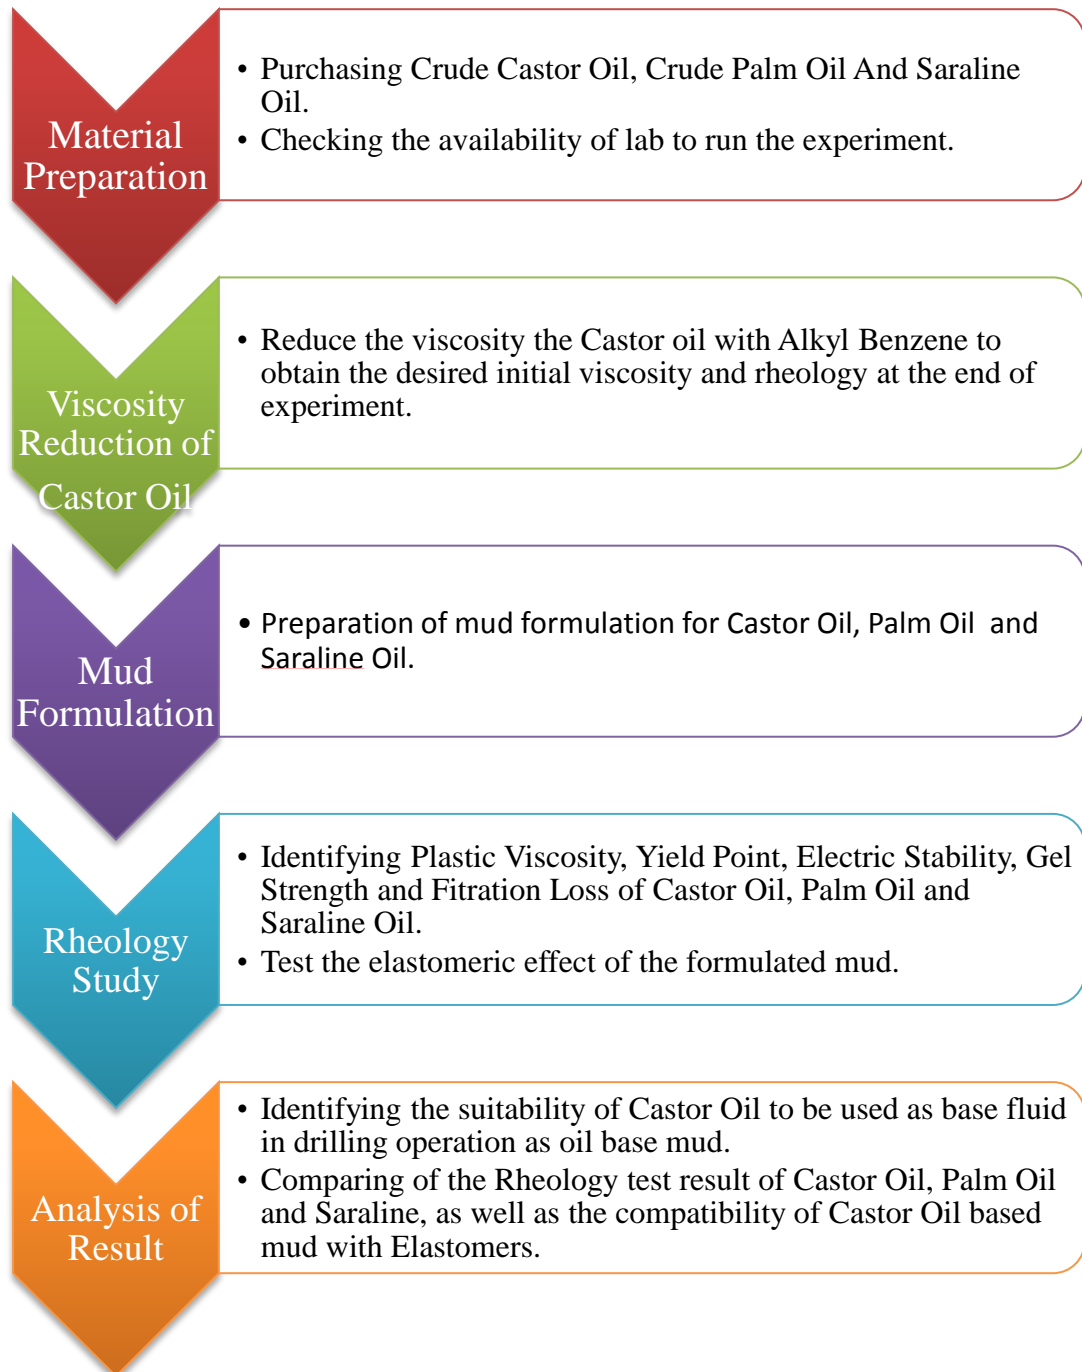 Material
Preparation
• Purchasing Crude Castor Oil, Crude Palm Oil And Saraline
Oil.
• Checking the availability of lab to run the experiment.
Viscosity
Reduction of
Castor Oil
• Reduce the viscosity the Castor oil with Alkyl Benzene to
obtain the desired initial viscosity and rheology at the end of
experiment.
Mud
Formulation
• Preparation of mud formulation for Castor Oil, Palm Oil and
Saraline Oil.
Rheology
Study
• Identifying Plastic Viscosity, Yield Point, Electric Stability, Gel
Strength and Fitration Loss of Castor Oil, Palm Oil and
Saraline Oil.
• Test the elastomeric effect of the formulated mud.
Analysis of
Result
• Identifying the suitability of Castor Oil to be used as base fluid
in drilling operation as oil base mud.
• Comparing of the Rheology test result of Castor Oil, Palm Oil
and Saraline, as well as the compatibility of Castor Oil based
mud with Elastomers.